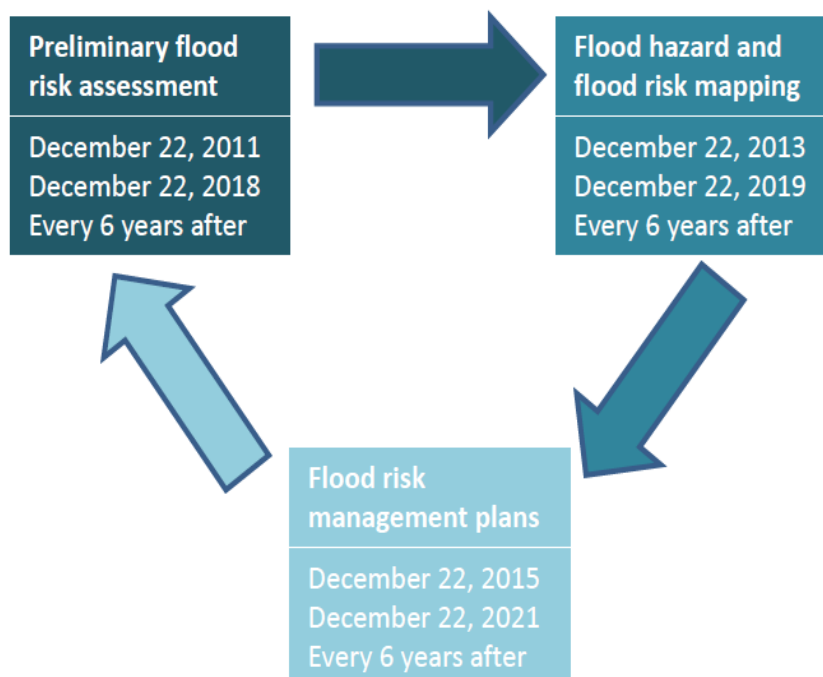 Preliminary flood
risk assessment
December 22, 2011
December 22, 2018
Every 6 years after
Flood hazard and
flood risk mapping
December 22, 2013
December 22, 2019
Every 6 years after
Flood risk
management plans
December 22, 2015
December 22, 2021
Every 6 years after